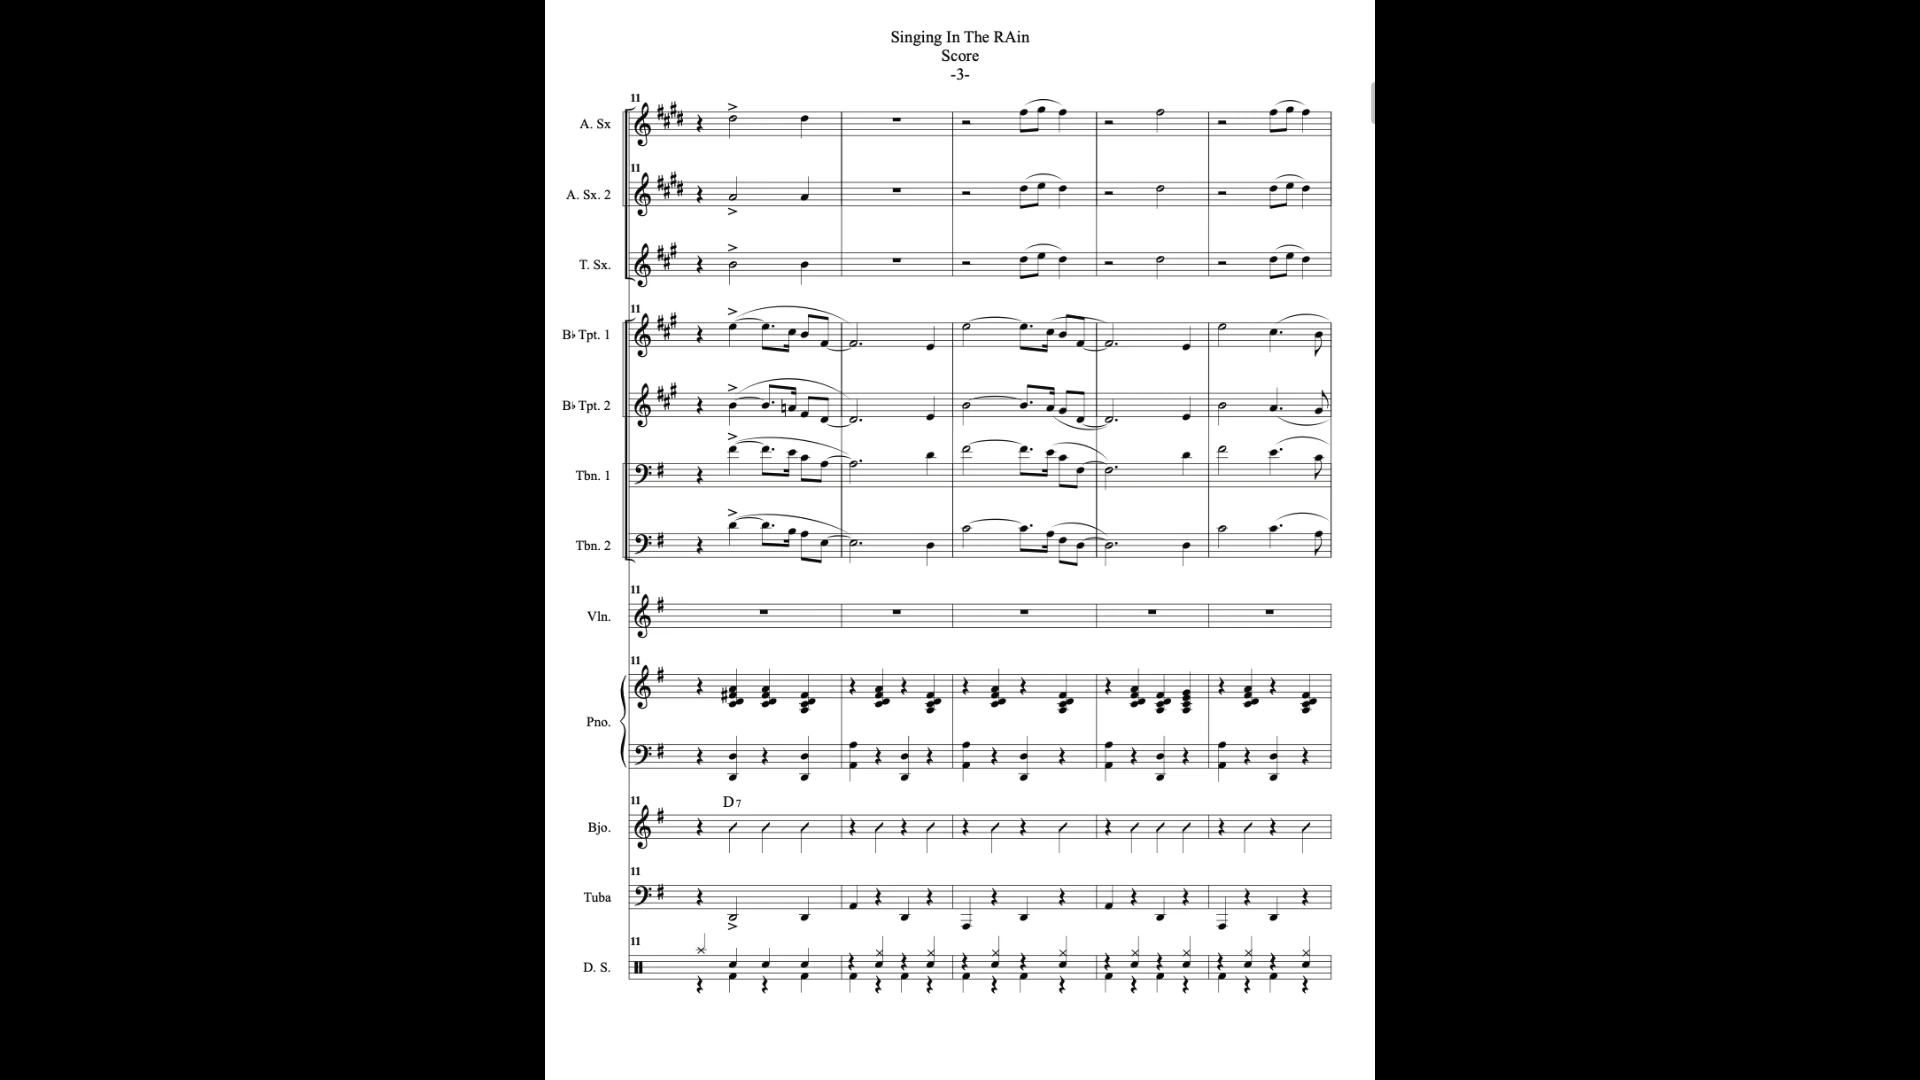 Singing In The RAin
Score
-3-
11
A. Sx
11
A. Sx. 2
T. Sx.
11
B♭ Tpt. 1
B♭ Tpt. 2
Tbn. 1
Tbn. 2
11
Vln.
11
Pno.
11
D7
Bjo.
11
Tuba
11
D. S.